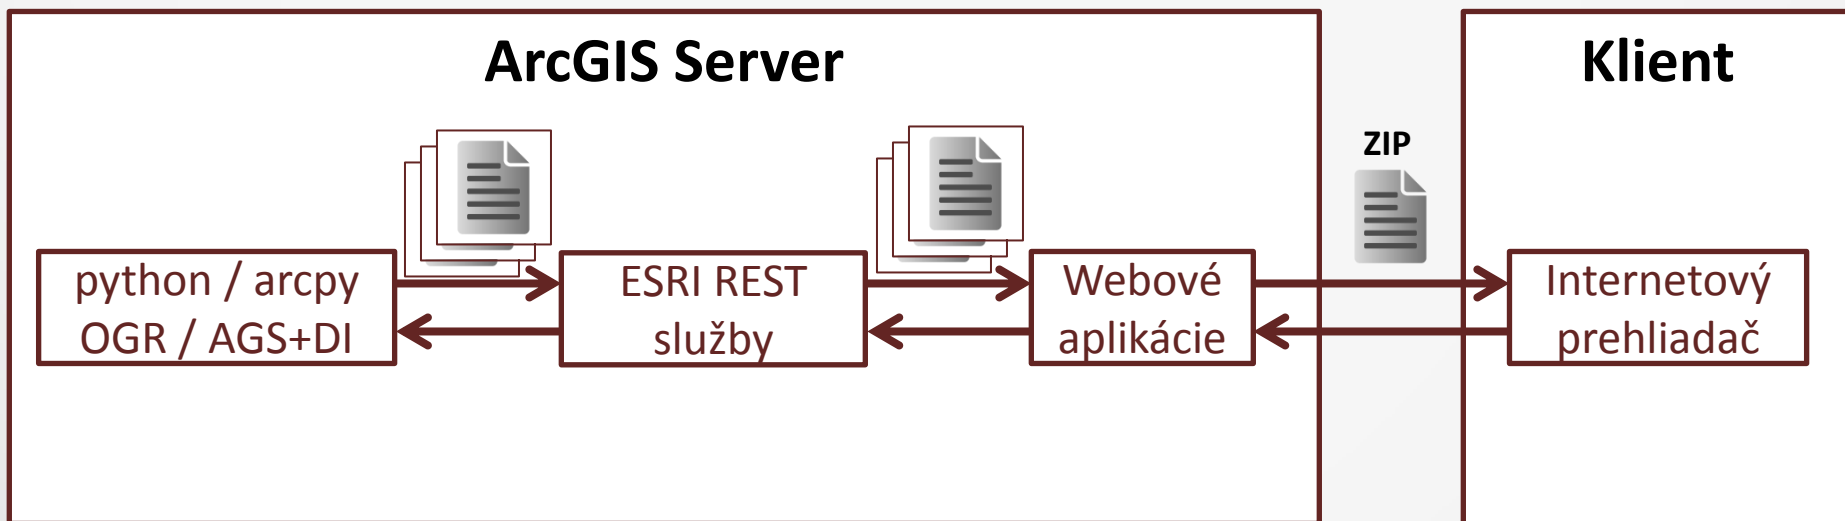 ArcGIS Server
Klient
ZIP
python / arcpy
OGR / AGS+DI
ESRI REST
služby
Webové
aplikácie
Internetový
prehliadač